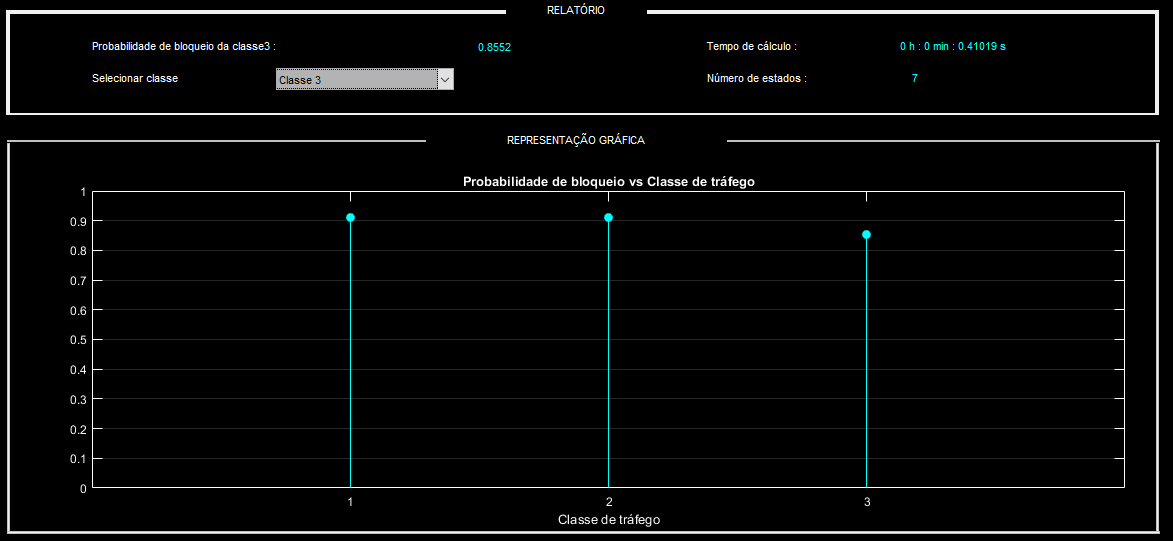 RELATÓRIO
Probabilidade de bloqueio da classe3 : 0.8552 Tempo de cálculo : 0 h : 0 min : 0.41019 s
Selecionar classe Classe 3 Número de estados : 7
REPRESENTAÇÃO GRÁFICA
Probabilidade de bloqueio vs Classe de tráfego
1
0.9
0.8
0.7
0.6
0.5
0.4
0.3
0.2
0.1
0
1 2 3
Classe de tráfego